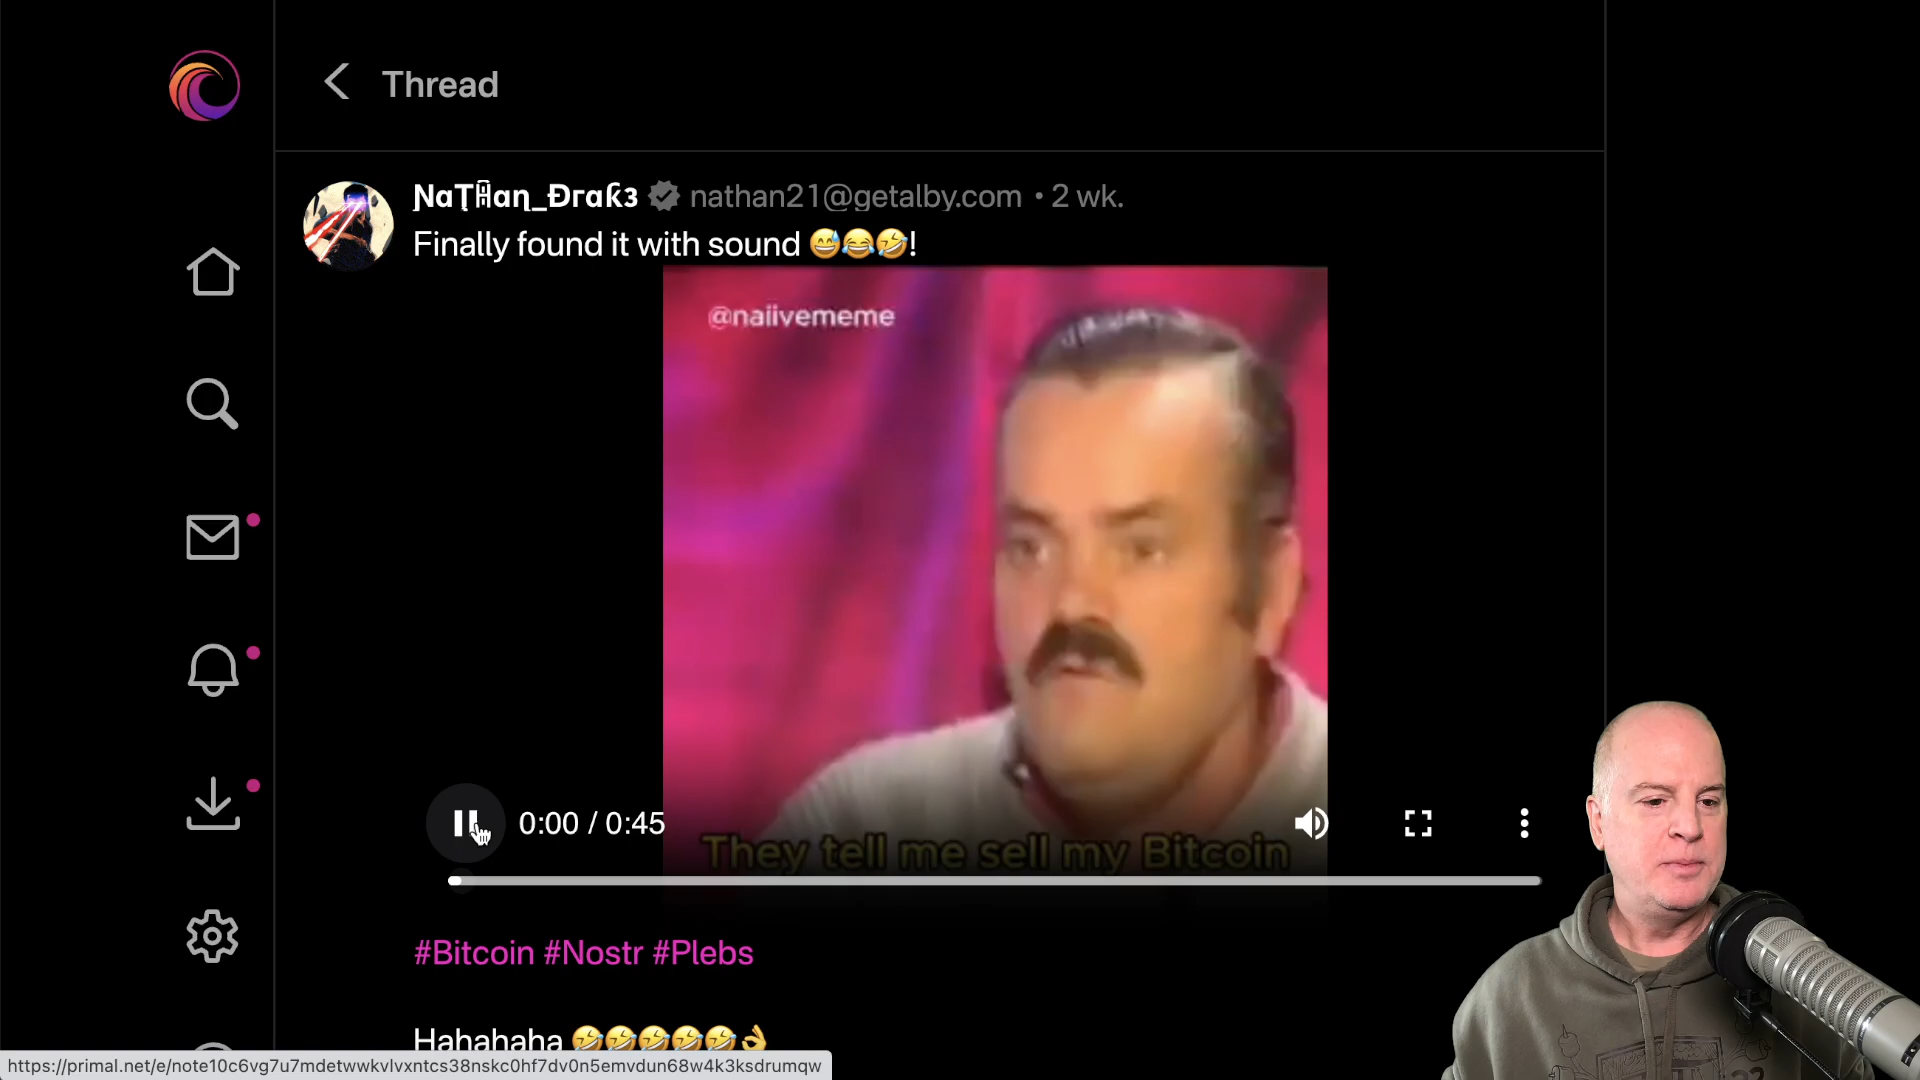 Thread
NɑƬĦaɳ_Ðrɑƙɜ nathan21@getalby.com • 2 wk.
Finally found it with sound 😅😂🤣!
@naiivememe
0:00 / 0:45
They tell me sell my Bitcoin
#Bitcoin #Nostr #Plebs
Hahahaha 🤣🤣🤣🤣🤣👌
https://primal.net/e/note10c6vg7u7mdetwwkvlvxntcs38nskc0hf7dv0n5emvdun68w4k3ksdrumqw